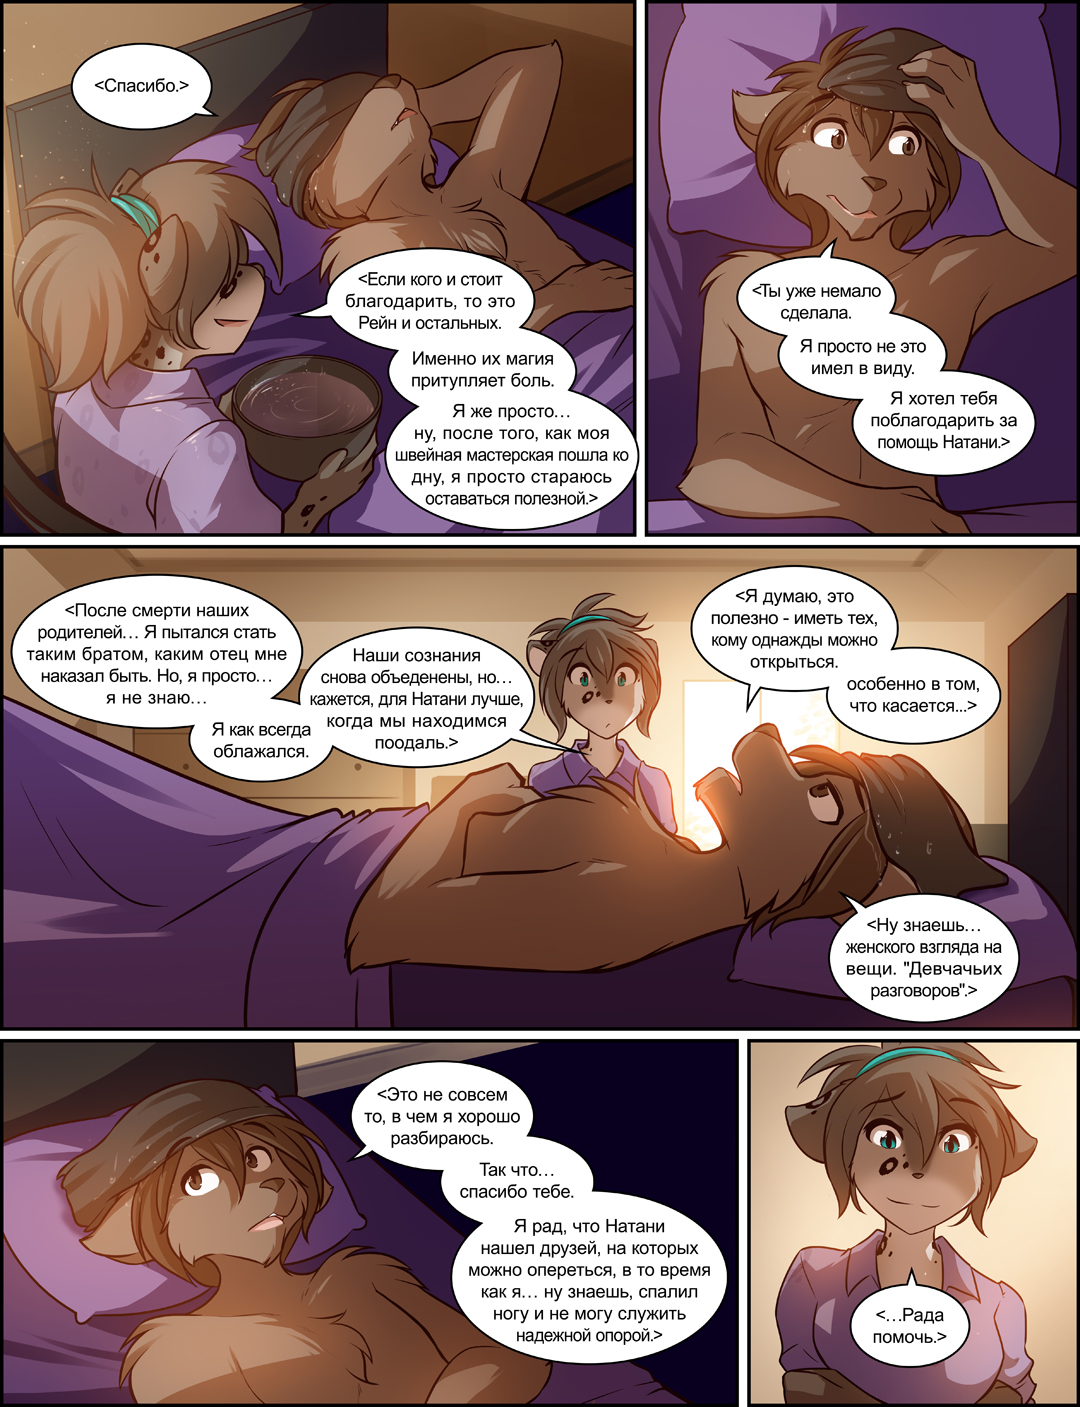 <Спасибо.>
<Если кого и стоит
благодарить, то это
Рейн и остальных.
Именно их магия
притупляет боль.
Я же просто...
ну, после того, как моя
швейная мастерская пошла ко
дну, я просто стараюсь
оставаться полезной.>
<Ты уже немало
сделала.
Я просто не это
имел в виду.
Я хотел тебя
поблагодарить за
помощь Натани.>
<После смерти наших
родителей... Я пытался стать
таким братом, каким отец мне
наказал быть. Но, я просто...
я не знаю...
Я как всегда
облажался.
Наши сознания
снова объеденены, но...
кажется, для Натани лучше,
когда мы находимся
поодаль.>
<Я думаю, это
полезно - иметь тех,
кому однажды можно
открыться.
особенно в том,
что касается...>
<Ну знаешь...
женского взгляда на
вещи. "Девчачьих
разговоров".>
<Это не совсем
то, в чем я хорошо
разбираюсь.
Так что...
спасибо тебе.
Я рад, что Натани
нашел друзей, на которых
можно опереться, в то время
как я... ну знаешь, спалил
ногу и не могу служить
надежной опорой.>
<...Рада
помочь.>